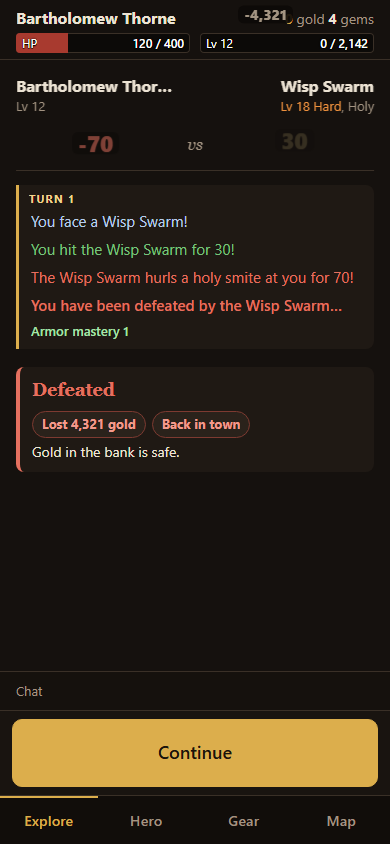 Bartholomew Thorne -4,321 gold 4 gems
HP 120 / 400 Lv 12 0 / 2,142
Bartholomew Thor... Wisp Swarm
Lv 12 Lv 18 Hard, Holy
-70 vs 30
TURN 1
You face a Wisp Swarm!
You hit the Wisp Swarm for 30!
The Wisp Swarm hurls a holy smite at you for 70!
You have been defeated by the Wisp Swarm...
Armor mastery 1
Defeated
Lost 4,321 gold Back in town
Gold in the bank is safe.
Chat
Continue
Explore Hero Gear Map